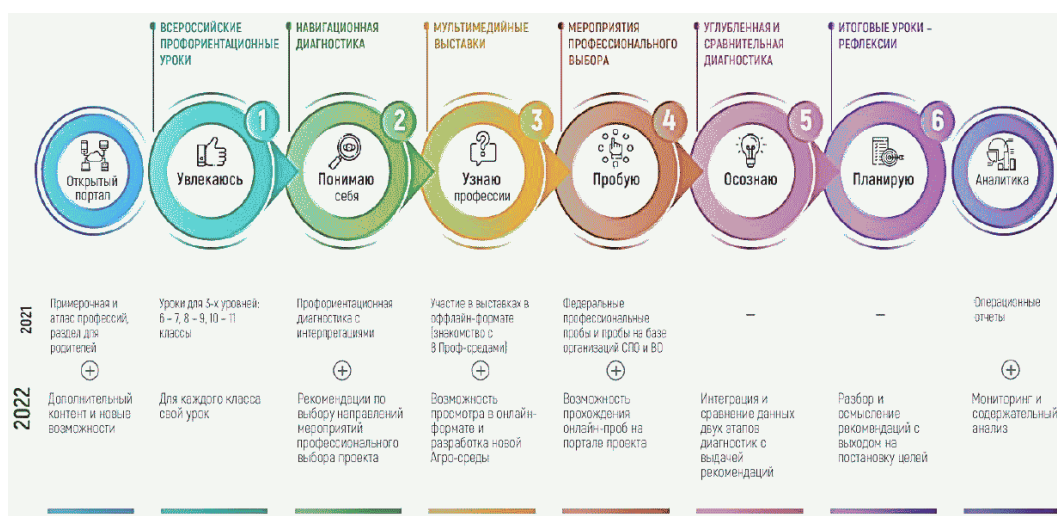 ВСЕРОССИЙСКИЕ
ПРОФОРИЕНТАЦИОННЫЕ
УРОКИ
НАВИГАЦИОННАЯ
ДИАГНОСТИКА
МУЛЬТИМЕДИЙНЫЕ
ВЫСТАВКИ
МЕРОПРИЯТИЯ
ПРОФЕССИОНАЛЬНОГО
ВЫБОРА
УГЛУБЛЕННАЯ И
СРАВНИТЕЛЬНАЯ
ДИАГНОСТИКА
ИТОГОВЫЕ УРОКИ –
РЕФЛЕКСИИ
Открытый
портал
1
Увлекаюсь
2
Понимаю
себя
3
Узнаю
профессии
4
Пробую
5
Осознаю
6
Планирую
Аналитика
2021
Примерочная и
атлас профессий,
раздел для
родителей
Уроки для 3-х уровней:
6 – 7, 8 – 9, 10 – 11
классы
Профориентационная
диагностика с
интерпретациями
Участие в выставках в
оффлайн-формате
(знакомство с
8 Проф-средами)
Федеральные
профессиональные
пробы и пробы на базе
организаций СПО и ВО
–
–
Операционные
отчеты
2022
Дополнительный
контент и новые
возможности
Для каждого класса
свой урок
Рекомендации по
выбору направлений
мероприятий
профессионального
выбора проекта
Возможность
просмотра в онлайн-
формате и
разработка новой
Агро-среды
Возможность
прохождения
онлайн-проб на
портале проекта
Интеграция и
сравнение данных
двух этапов
диагностик с
выдачей
рекомендаций
Разбор и
осмысление
рекомендаций с
выходом на
постановку целей
Мониторинг и
содержательный
анализ